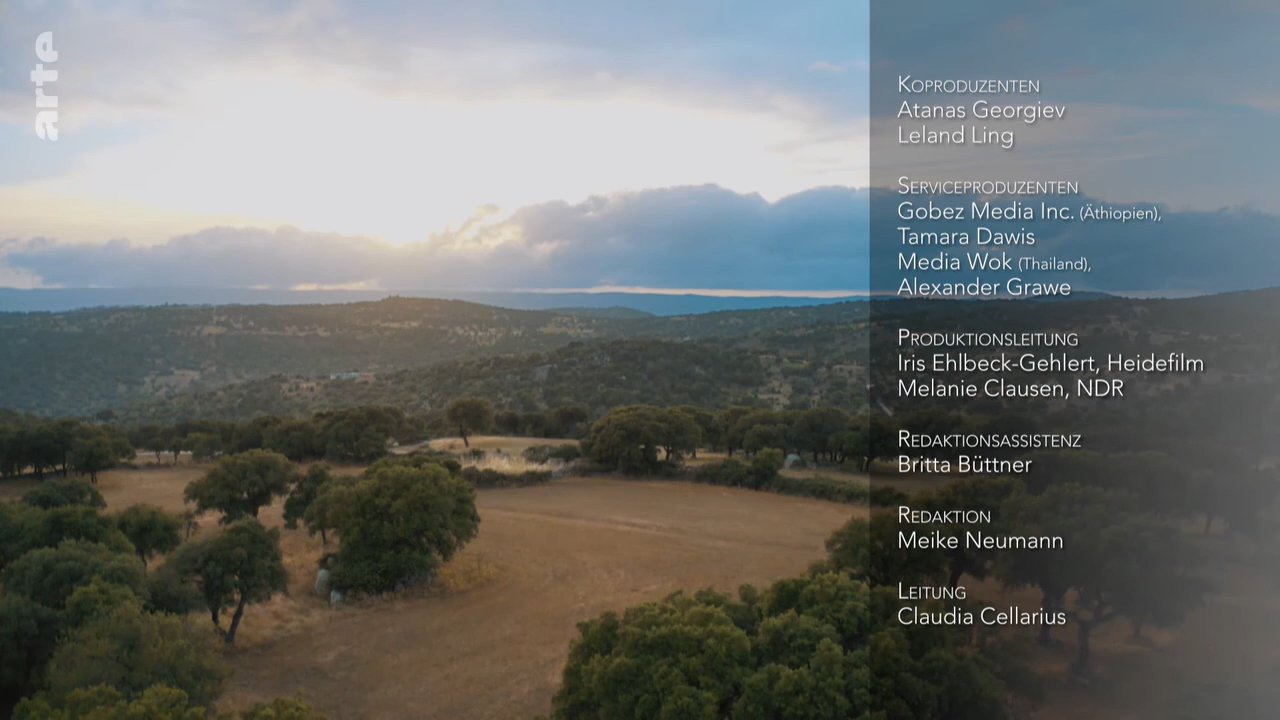 arte
KOPRODUZENTEN
Atanas Georgiev
Leland Ling
SERVICEPRODUZENTEN
Gobez Media Inc. (Äthiopien),
Tamara Dawis
Media Wok (Thailand),
Alexander Grawe
PRODUKTIONSLEITUNG
Iris Ehlbeck-Gehlert, Heidefilm
Melanie Clausen, NDR
REDAKTIONSASSISTENZ
Britta Büttner
REDAKTION
Meike Neumann
LEITUNG
Claudia Cellarius